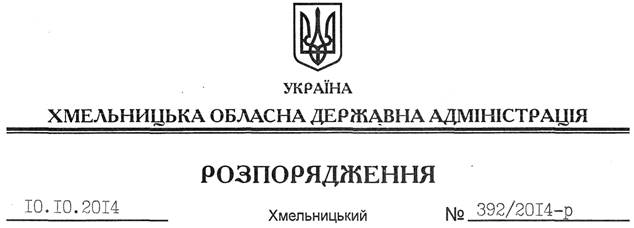 УКРАЇНА
ХМЕЛЬНИЦЬКА ОБЛАСНА ДЕРЖАВНА АДМІНІСТРАЦІЯ
РОЗПОРЯДЖЕННЯ
10.10.2014 Хмельницький № 392/2014-р